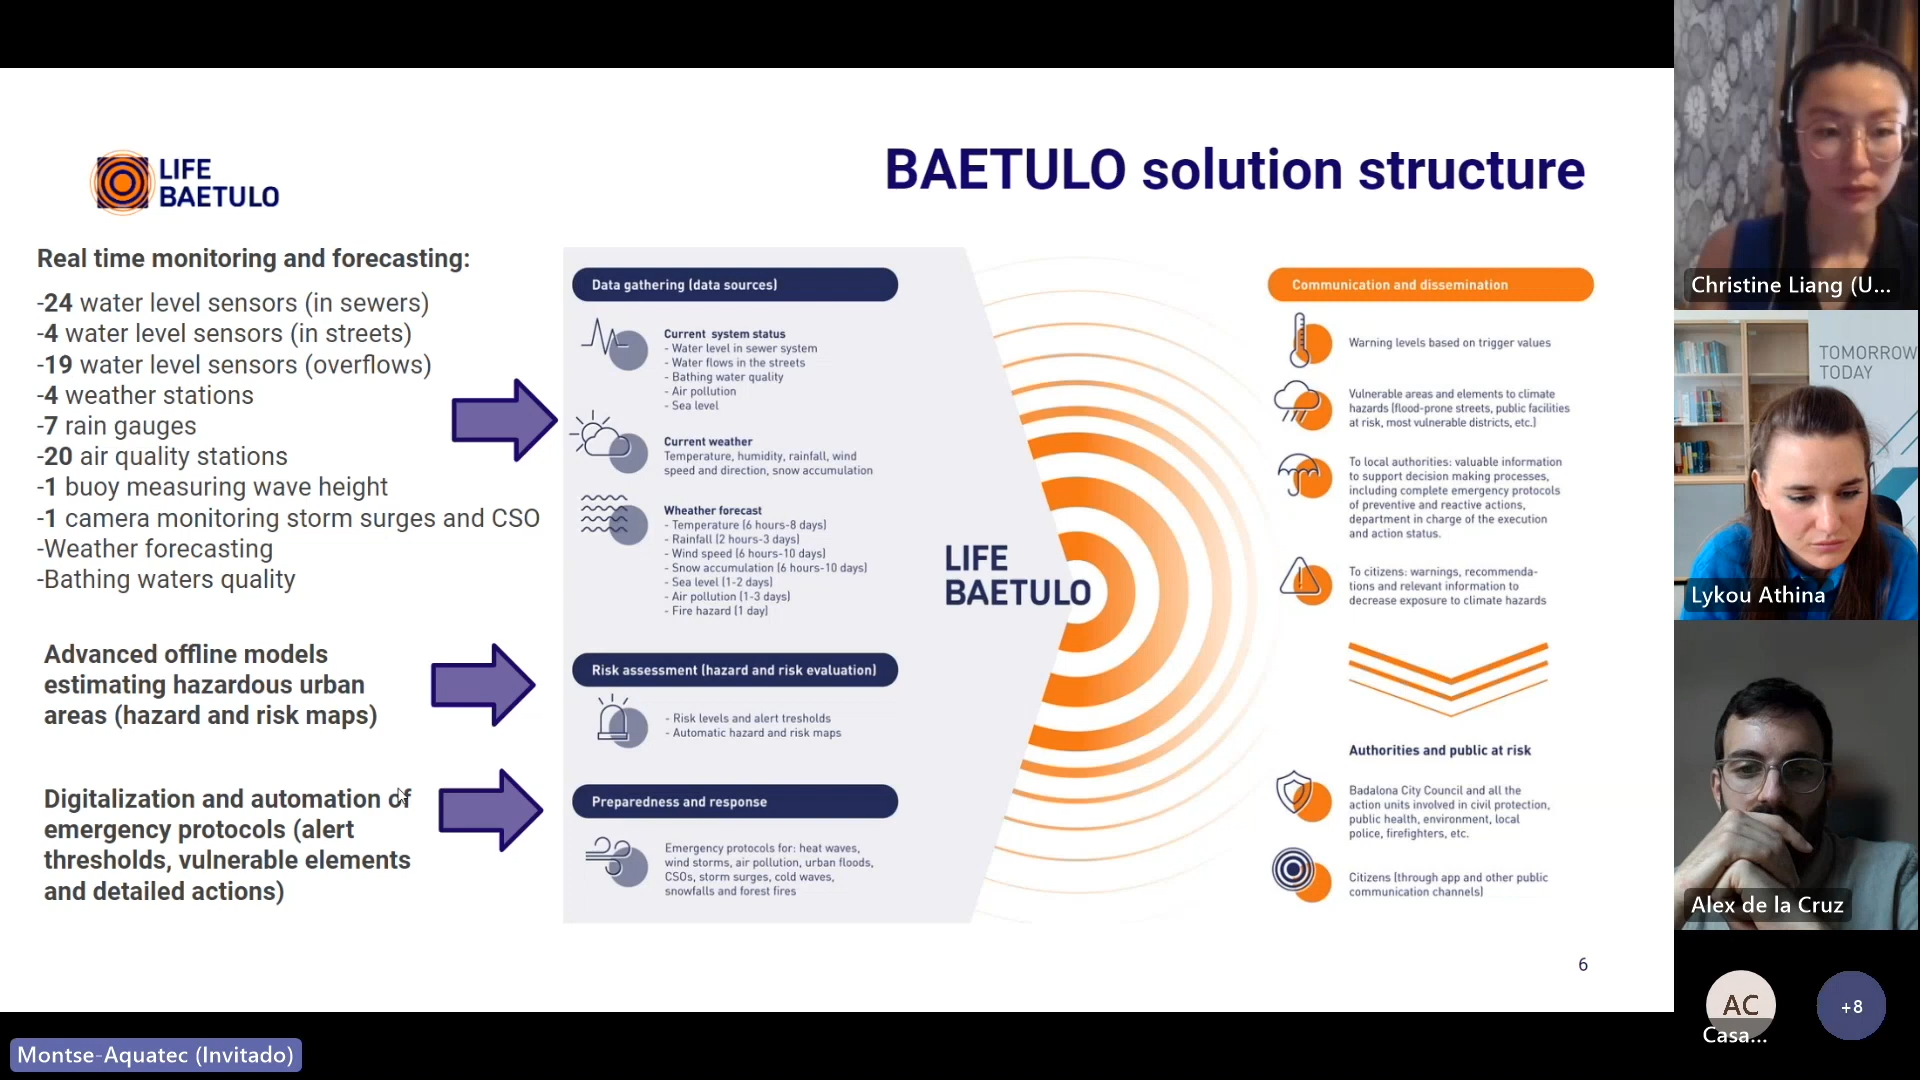 LIFE
BAETULO
BAETULO solution structure
Real time monitoring and forecasting:
-24 water level sensors (in sewers)
-4 water level sensors (in streets)
-19 water level sensors (overflows)
-4 weather stations
-7 rain gauges
-20 air quality stations
-1 buoy measuring wave height
-1 camera monitoring storm surges and CSO
-Weather forecasting
-Bathing waters quality
Advanced offline models
estimating hazardous urban
areas (hazard and risk maps)
Digitalization and automation of
emergency protocols (alert
thresholds, vulnerable elements
and detailed actions)
Data gathering (data sources)
Current system status
- Water level in sewer system
- Water flows in the streets
- Bathing water quality
- Air pollution
- Sea level
Current weather
Temperature, humidity, rainfall, wind
speed and direction, snow accumulation
Wheather forecast
- Temperature (6 hours-8 days)
- Rainfall (2 hours-3 days)
- Wind speed (6 hours-10 days)
- Snow accumulation (6 hours-10 days)
- Sea level (1-2 days)
- Air pollution (1-3 days)
- Fire hazard (1 day)
Risk assessment (hazard and risk evaluation)
- Risk levels and alert tresholds
- Automatic hazard and risk maps
Preparedness and response
Emergency protocols for: heat waves,
wind storms, air pollution, urban floods,
CSOs, storm surges, cold waves,
snowfalls and forest fires
LIFE
BAETULO
Communication and dissemination
Warning levels based on trigger values
Vulnerable areas and elements to climate
hazards (flood-prone streets, public facilities
at risk, most vulnerable districts, etc.)
To local authorities: valuable information
to support decision making processes,
including complete emergency protocols
of preventive and reactive actions,
department in charge of the execution
and action status.
To citizens: warnings, recommenda-
tions and relevant information to
decrease exposure to climate hazards
Authorities and public at risk
Badalona City Council and all the
action units involved in civil protection,
public health, environment, local
police, firefighters, etc.
Citizens (through app and other public
communication channels)
6
Montse-Aquatec (Invitado)
Christine Liang (U...
TOMORROW
TODAY
Lykou Athina
Alex de la Cruz
AC
Casa...
+8